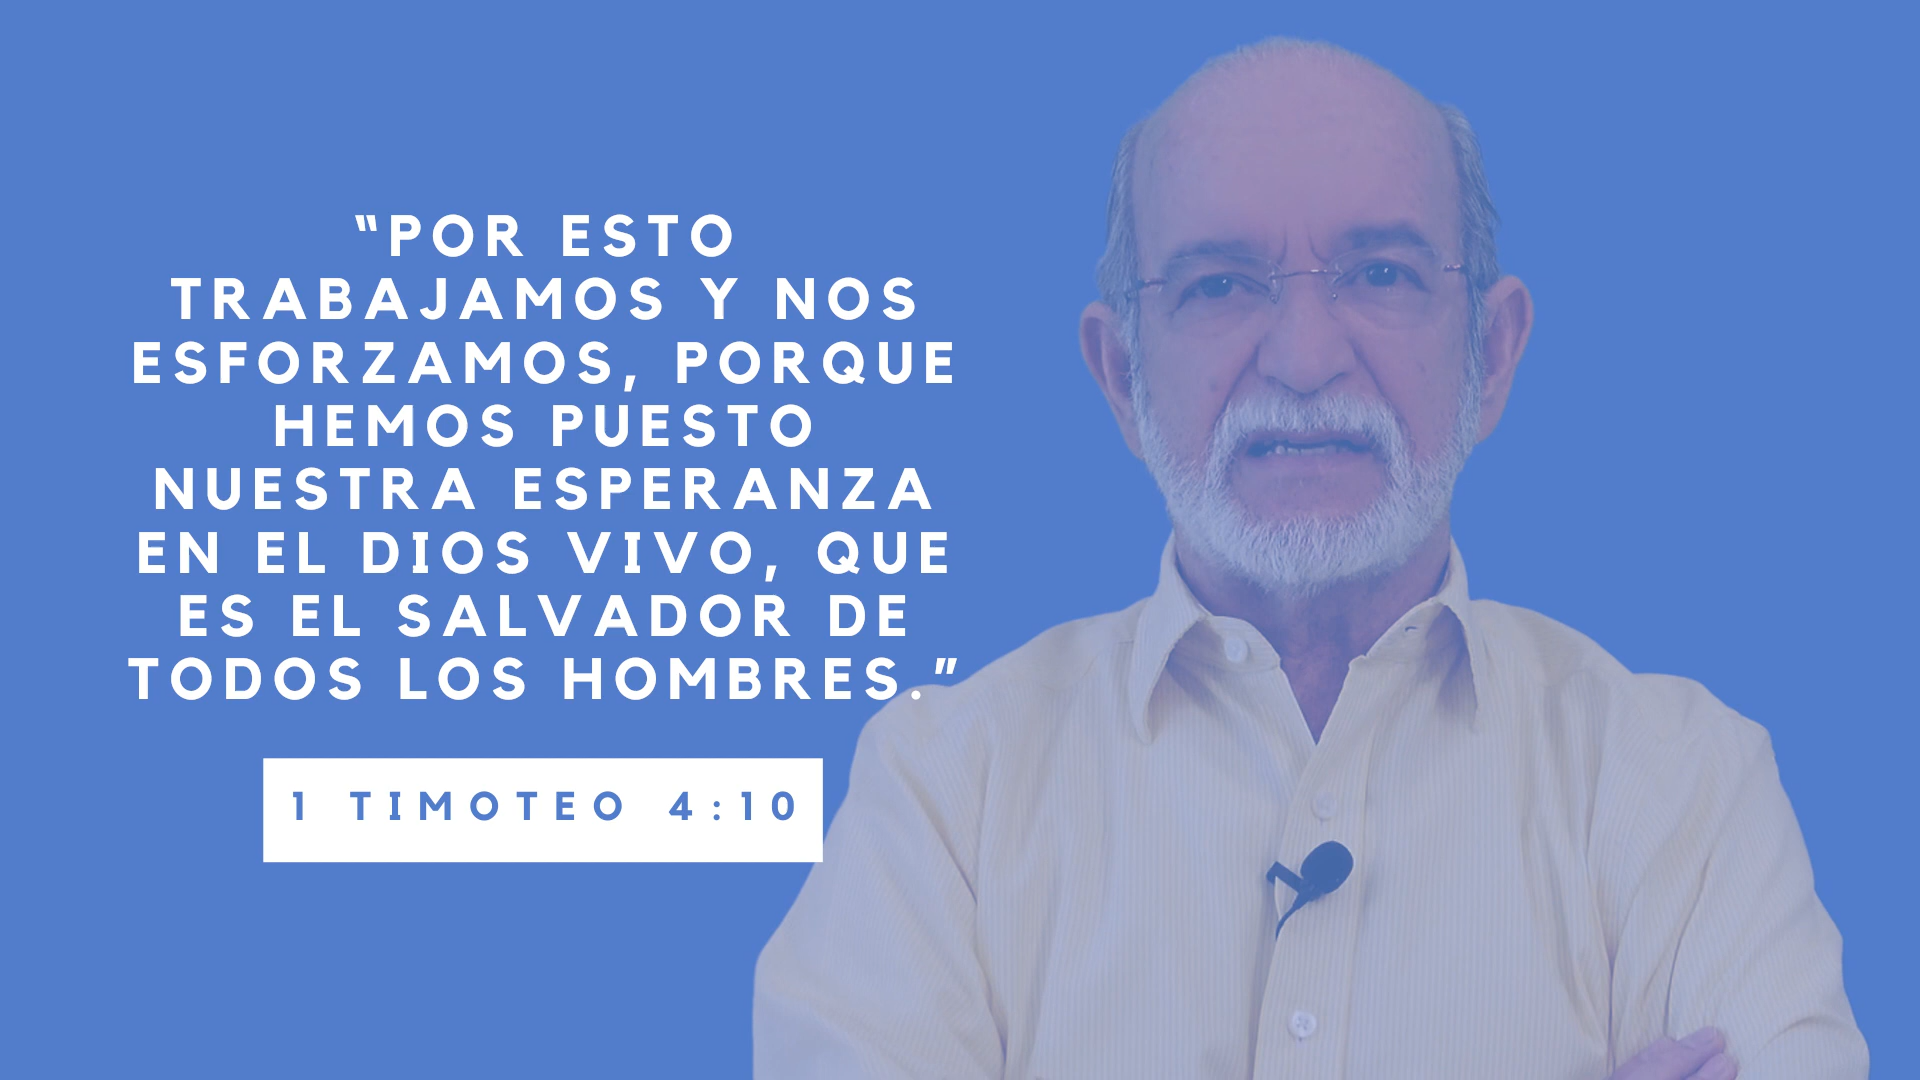 “POR ESTO
TRABAJAMOS Y NOS
ESFORZAMOS, PORQUE
HEMOS PUESTO
NUESTRA ESPERANZA
EN EL DIOS VIVO, QUE
ES EL SALVADOR DE
TODOS LOS HOMBRES.”
1 TIMOTEO 4:10